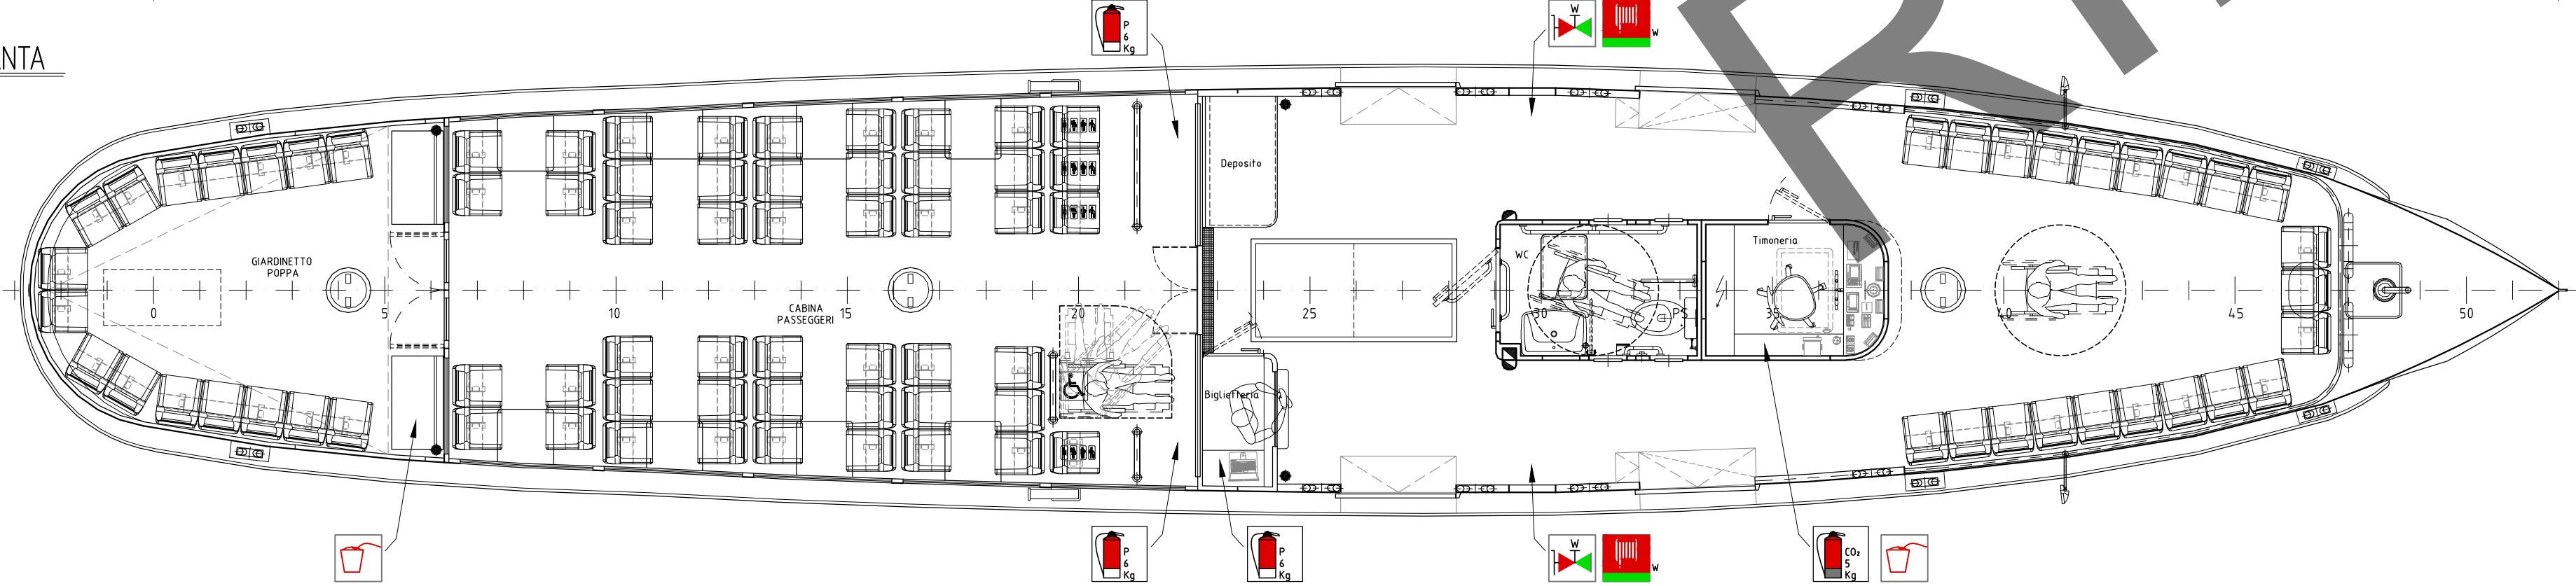 ANTA
P
6
Kg
W
W
Deposito
GIARDINETTO
POPPA
CABINA
PASSEGGERI
WC
Timoneria
0
5
10
15
20
25
30
PS
35
40
45
50
Biglietteria
P
6
Kg
P
6
Kg
W
W
CO₂
5
Kg